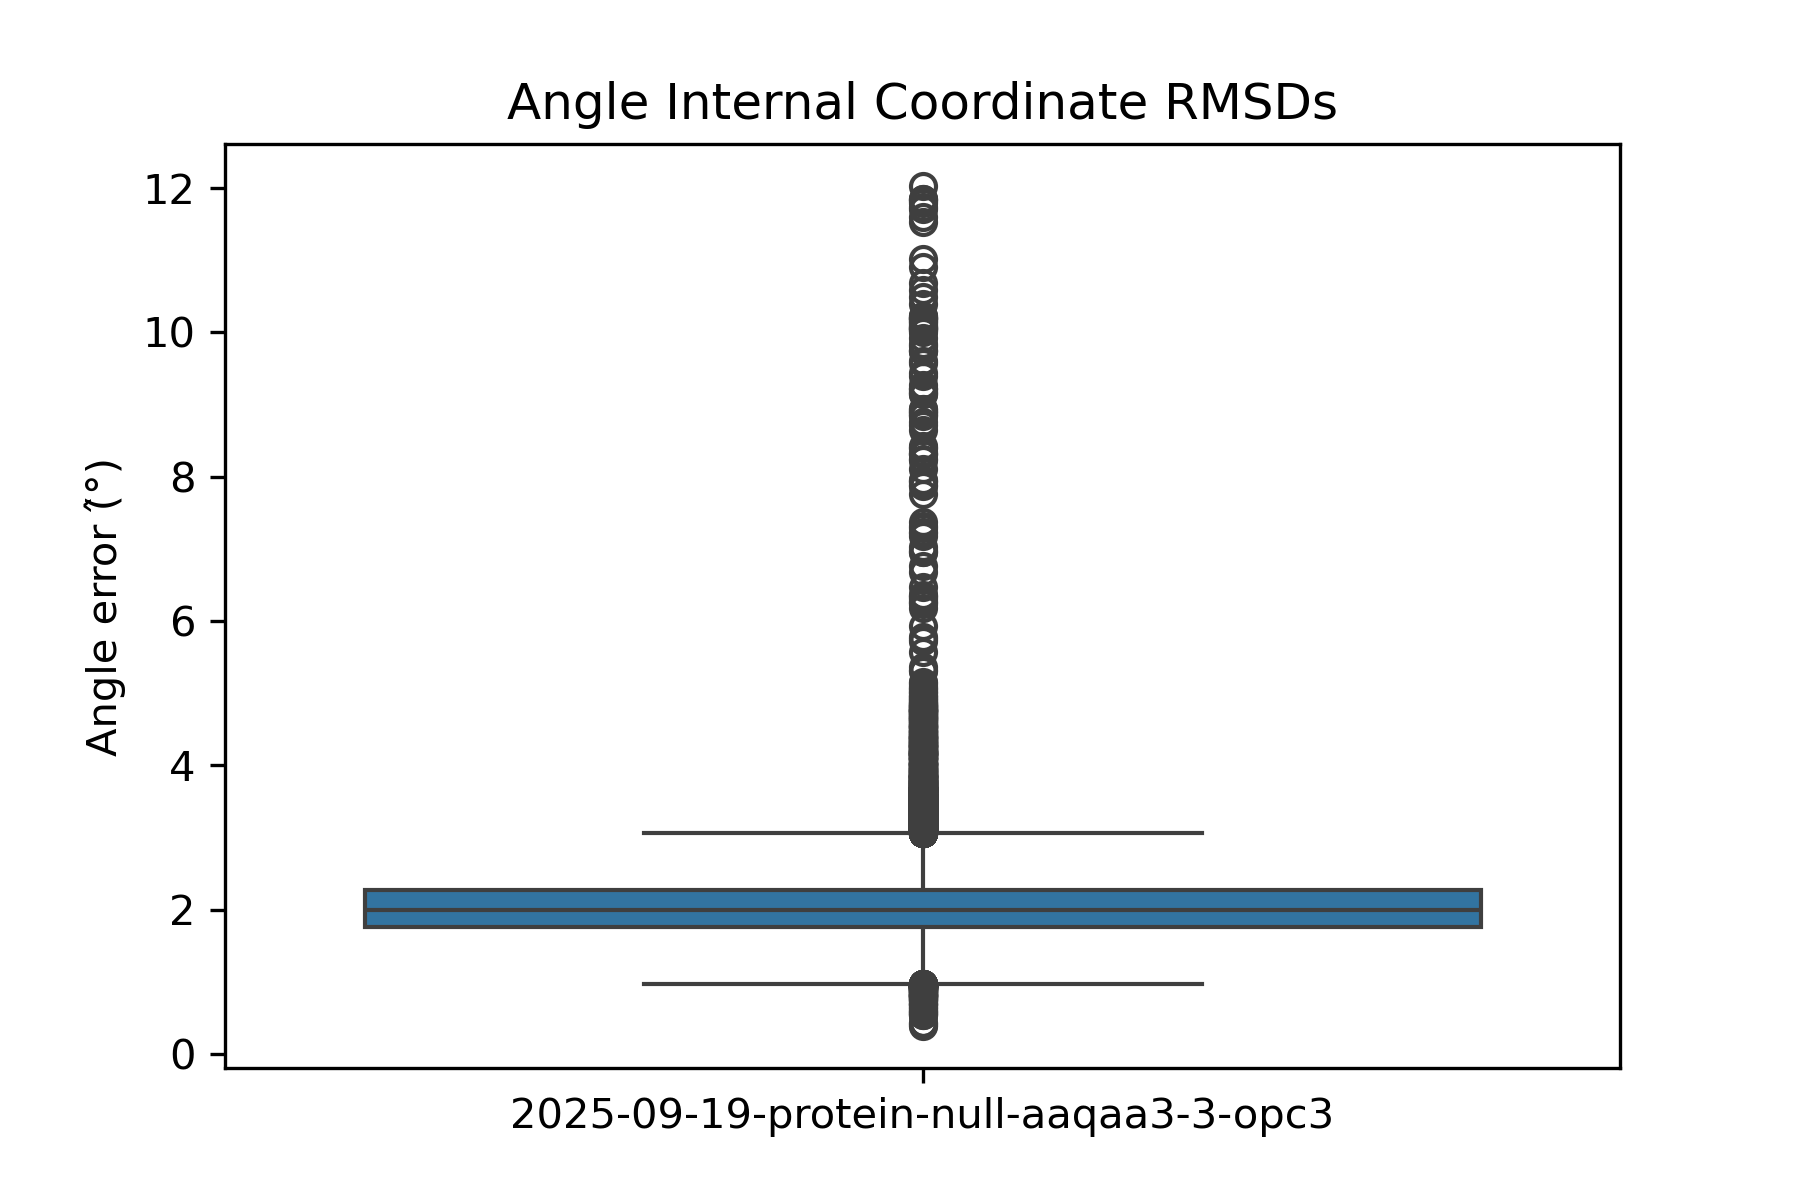 Angle Internal Coordinate RMSDs
12
10
8
6
4
2
0
Angle error (̋°)
2025-09-19-protein-null-aaqaa3-3-opc3